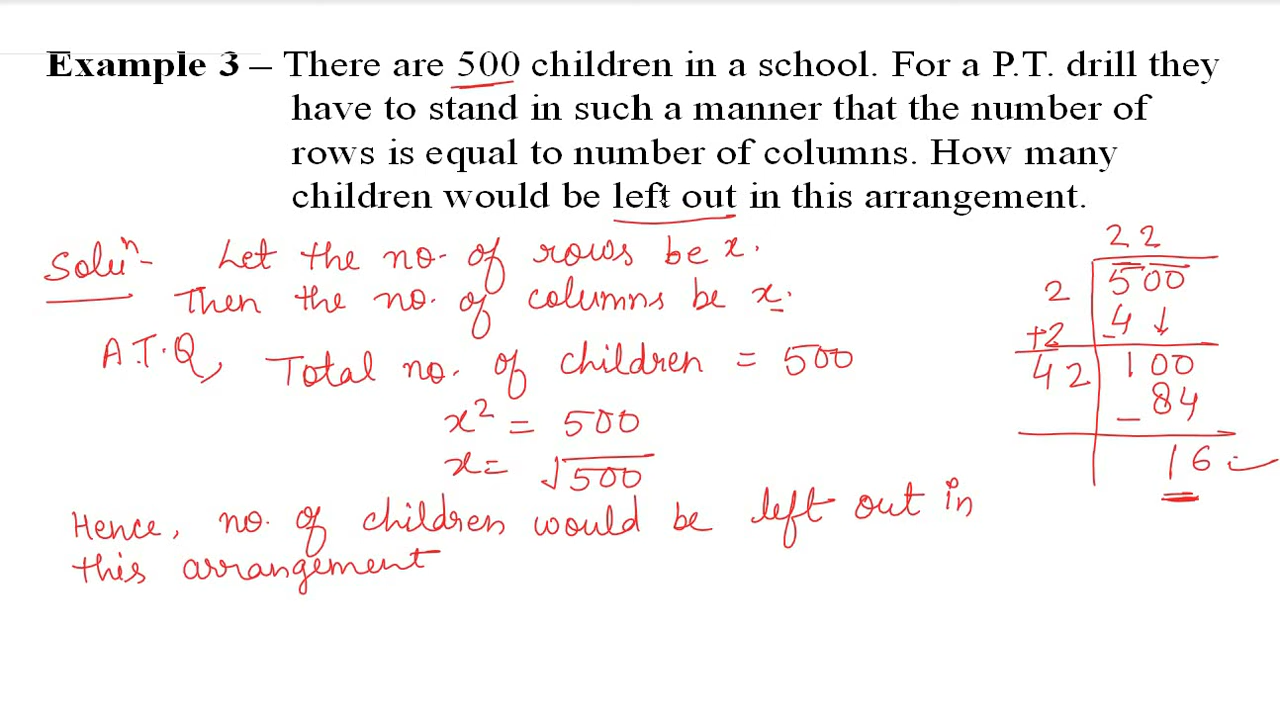 Example 3 – There are 500 children in a school. For a P.T. drill they
have to stand in such a manner that the number of
rows is equal to number of columns. How many
children would be left out in this arrangement.
Soluⁿ- Let the no. of rows be x.
Then the no. of columns be x.
A.T.Q, Total no. of children = 500
x² = 500
x = √500
Hence, no. of children would be left out in
this arrangement
22
2 500
+2 -4 ↓
42 100
- 84
16